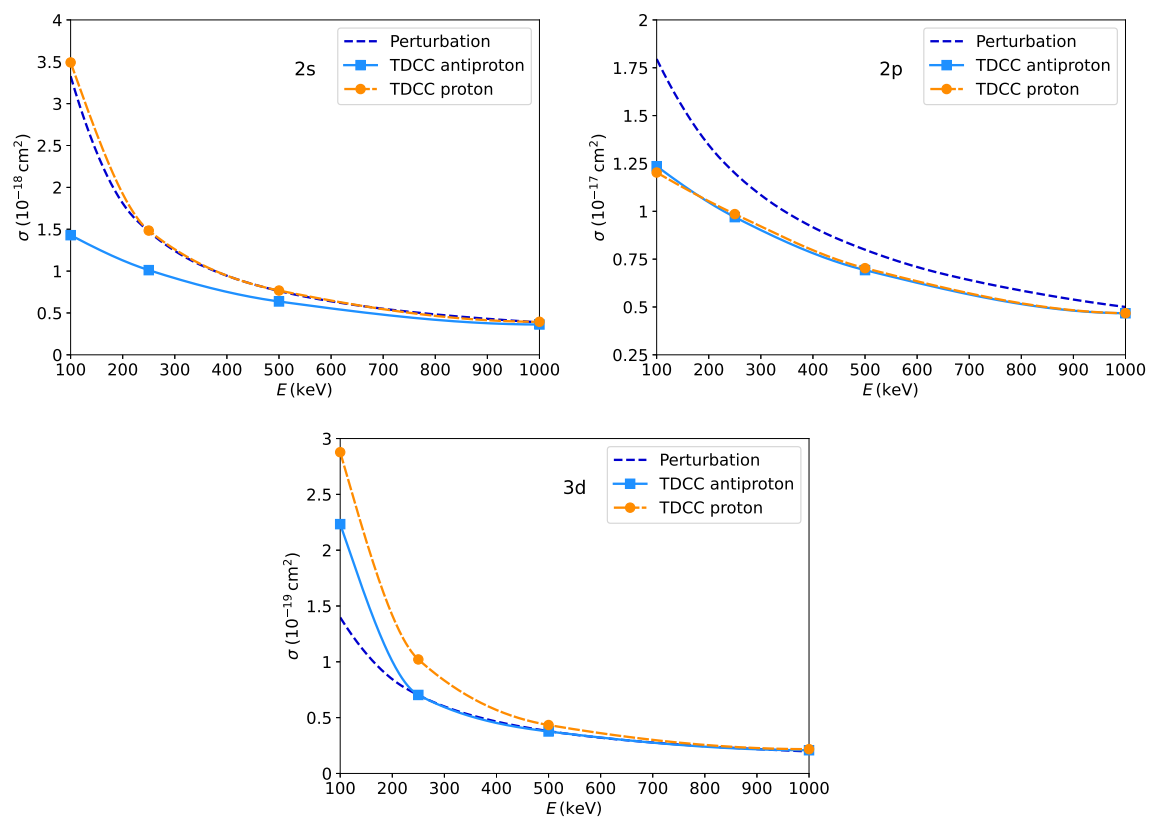 4
3.5
3
2.5
2
1.5
1
0.5
0
100 200 300 400 500 600 700 800 900 1000
E (keV)
σ (10⁻¹⁸ cm²)
2s
Perturbation
TDCC antiproton
TDCC proton
2
1.75
1.5
1.25
1
0.75
0.5
0.25
100 200 300 400 500 600 700 800 900 1000
E (keV)
σ (10⁻¹⁷ cm²)
2p
Perturbation
TDCC antiproton
TDCC proton
3
2.5
2
1.5
1
0.5
0
100 200 300 400 500 600 700 800 900 1000
E (keV)
σ (10⁻¹⁹ cm²)
3d
Perturbation
TDCC antiproton
TDCC proton